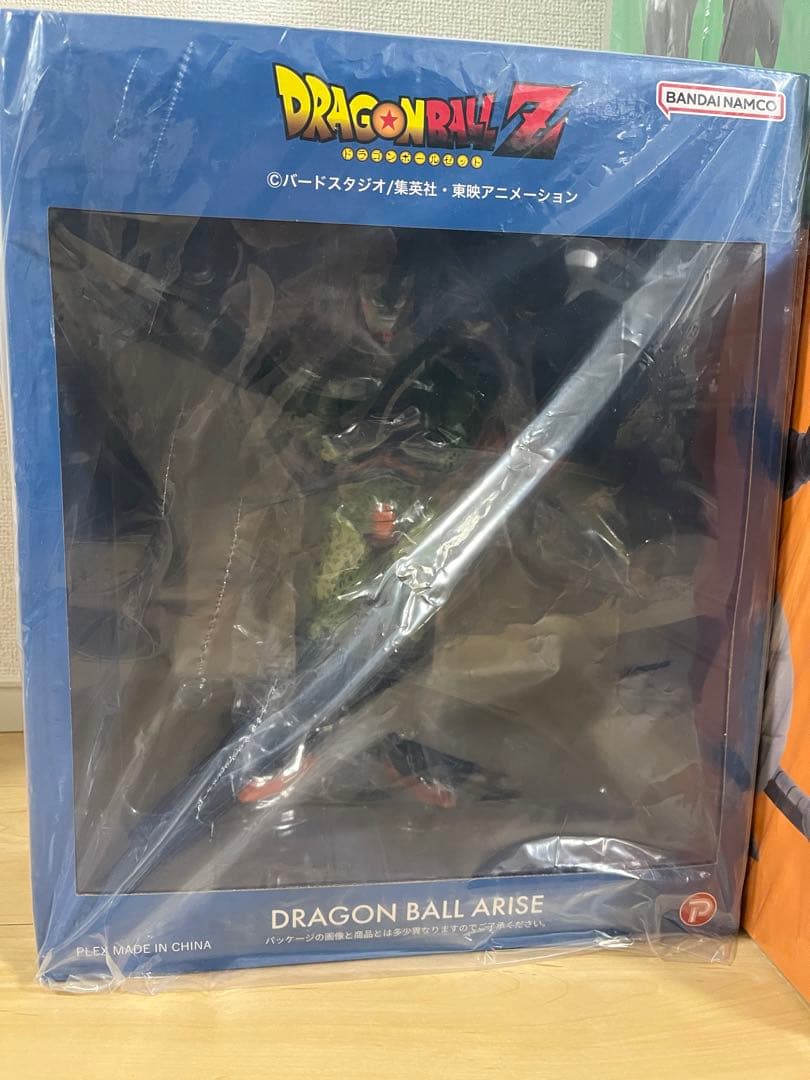 DRAGONBALL Z
ドラゴンボールゼット
BANDAI NAMCO
©バードスタジオ/集英社・東映アニメーション
DRAGON BALL ARISE
パッケージの画像と商品とは多少異なりますのでご了承ください。
PLEX MADE IN CHINA
P